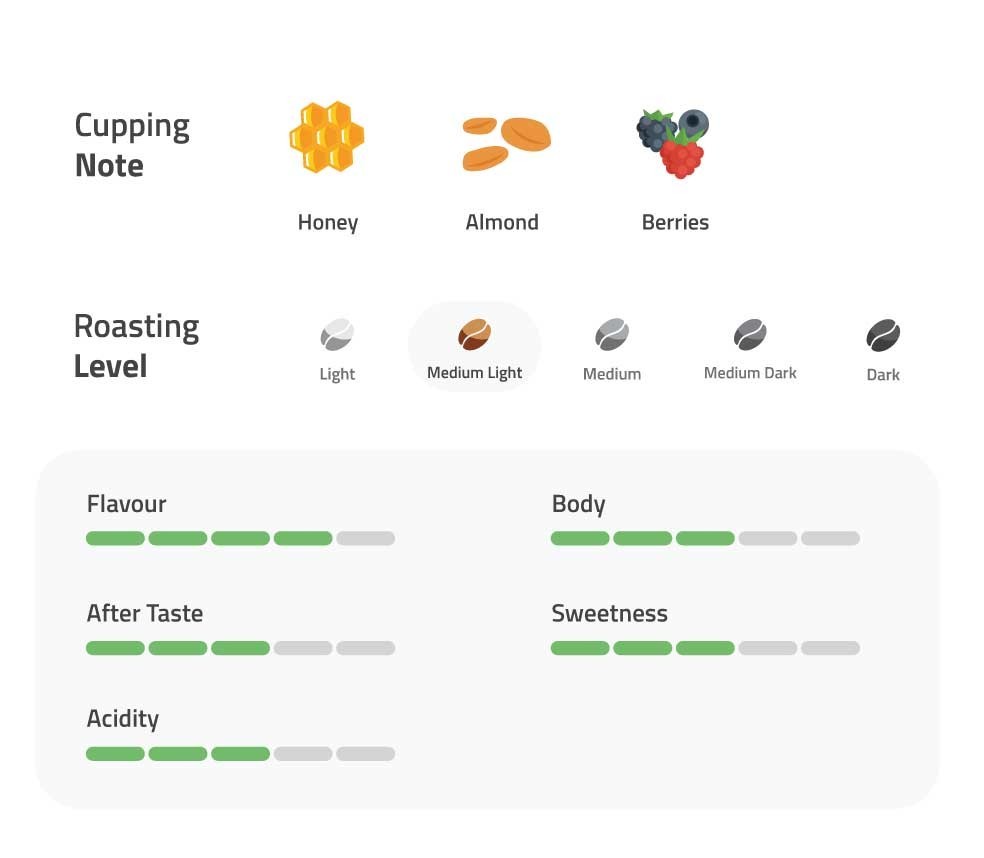 Cupping
Note
Honey
Almond
Berries
Roasting
Level
Light
Medium Light
Medium
Medium Dark
Dark
Flavour
Body
After Taste
Sweetness
Acidity